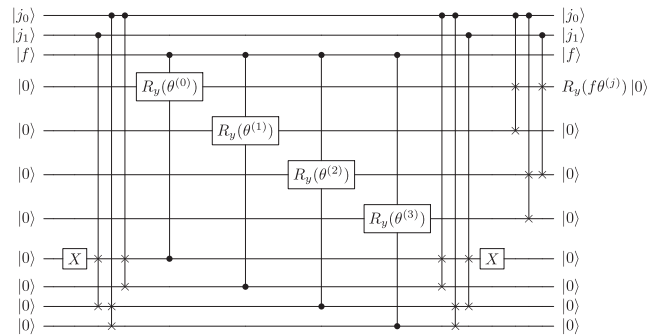 |j₀⟩ |j₀⟩
|j₁⟩ |j₁⟩
|f⟩ |f⟩
|0⟩ R_y(θ^(0)) R_y(fθ^(j)) |0⟩
|0⟩ R_y(θ^(1)) |0⟩
|0⟩ R_y(θ^(2)) |0⟩
|0⟩ R_y(θ^(3)) |0⟩
|0⟩ X X |0⟩
|0⟩ |0⟩
|0⟩ |0⟩
|0⟩ |0⟩